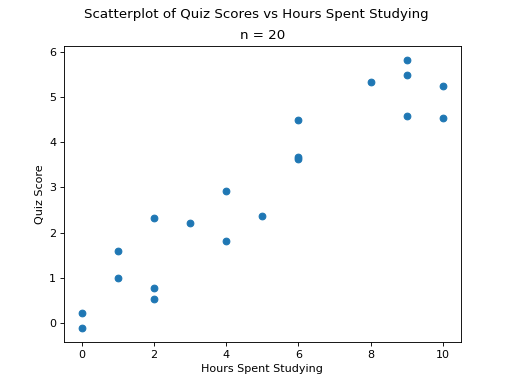 Scatterplot of Quiz Scores vs Hours Spent Studying
n = 20
6
5
4
3
2
1
0
Quiz Score
0 2 4 6 8 10
Hours Spent Studying